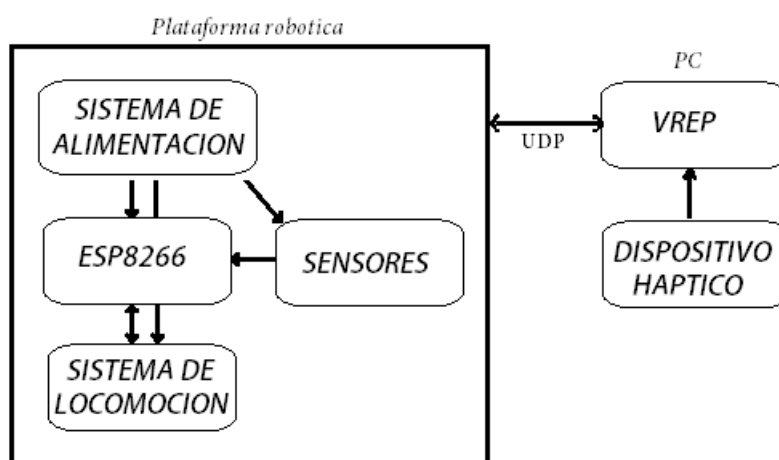 Plataforma robotica
SISTEMA DE
ALIMENTACION
ESP8266
SENSORES
SISTEMA DE
LOCOMOCION
UDP
PC
VREP
DISPOSITIVO
HAPTICO